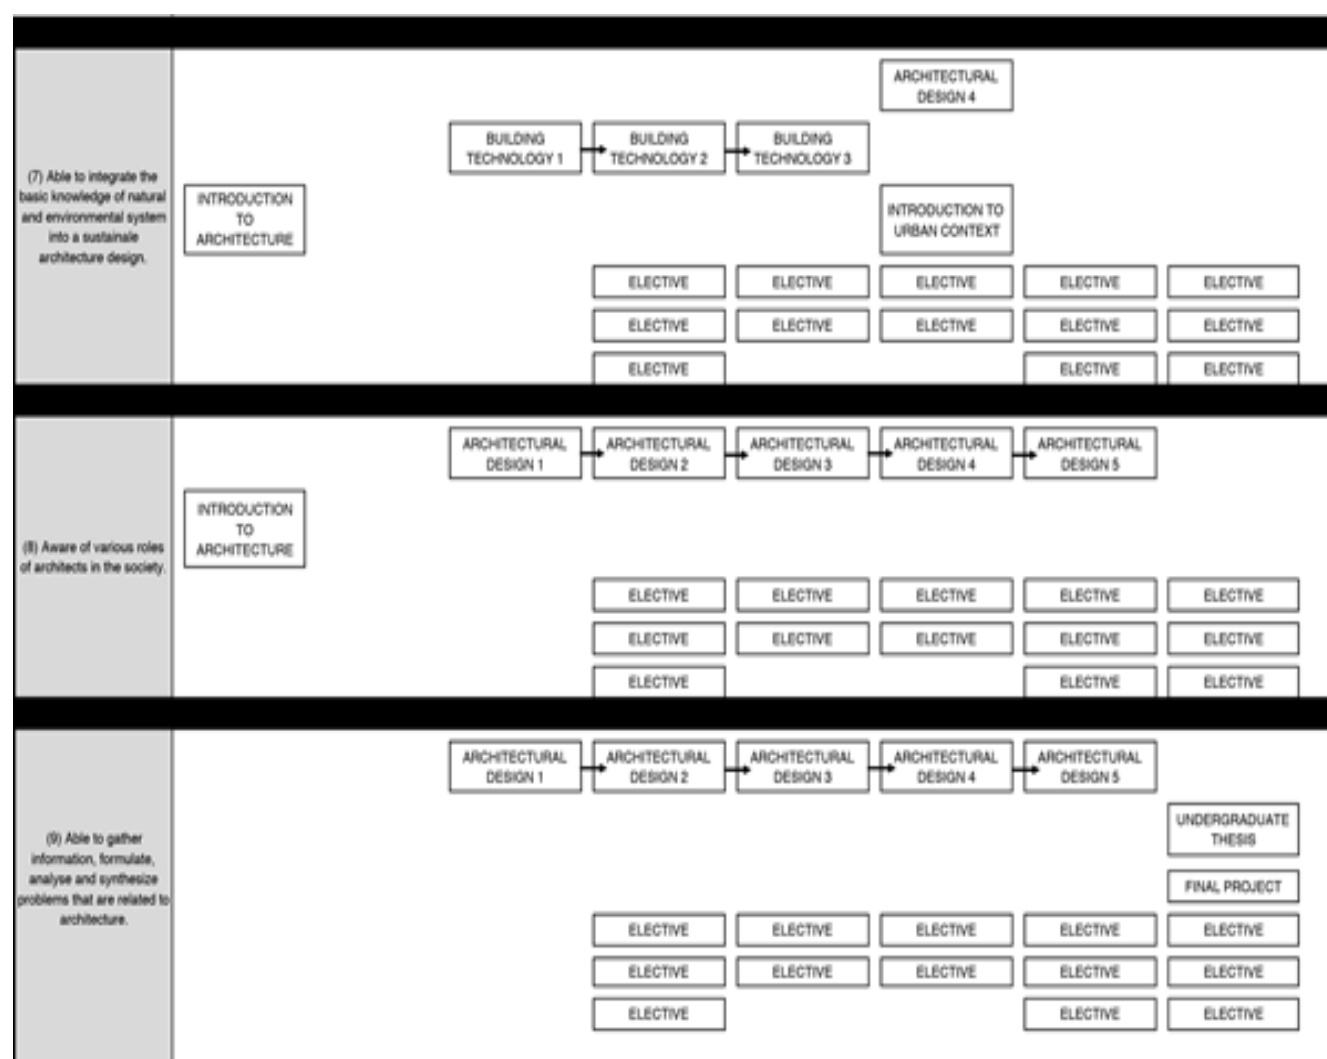 (7) Able to integrate the
basic knowledge of natural
and environmental system
into a sustainale
architecture design.
ARCHITECTURAL
DESIGN 4
BUILDING
TECHNOLOGY 1
BUILDING
TECHNOLOGY 2
BUILDING
TECHNOLOGY 3
INTRODUCTION
TO
ARCHITECTURE
INTRODUCTION TO
URBAN CONTEXT
ELECTIVE ELECTIVE ELECTIVE ELECTIVE ELECTIVE
ELECTIVE ELECTIVE ELECTIVE ELECTIVE ELECTIVE
ELECTIVE ELECTIVE ELECTIVE
(8) Aware of various roles
of architects in the society.
ARCHITECTURAL
DESIGN 1
ARCHITECTURAL
DESIGN 2
ARCHITECTURAL
DESIGN 3
ARCHITECTURAL
DESIGN 4
ARCHITECTURAL
DESIGN 5
INTRODUCTION
TO
ARCHITECTURE
ELECTIVE ELECTIVE ELECTIVE ELECTIVE ELECTIVE
ELECTIVE ELECTIVE ELECTIVE ELECTIVE ELECTIVE
ELECTIVE ELECTIVE ELECTIVE
(9) Able to gather
information, formulate,
analyse and synthesize
problems that are related to
architecture.
ARCHITECTURAL
DESIGN 1
ARCHITECTURAL
DESIGN 2
ARCHITECTURAL
DESIGN 3
ARCHITECTURAL
DESIGN 4
ARCHITECTURAL
DESIGN 5
UNDERGRADUATE
THESIS
FINAL PROJECT
ELECTIVE ELECTIVE ELECTIVE ELECTIVE ELECTIVE
ELECTIVE ELECTIVE ELECTIVE ELECTIVE ELECTIVE
ELECTIVE ELECTIVE ELECTIVE